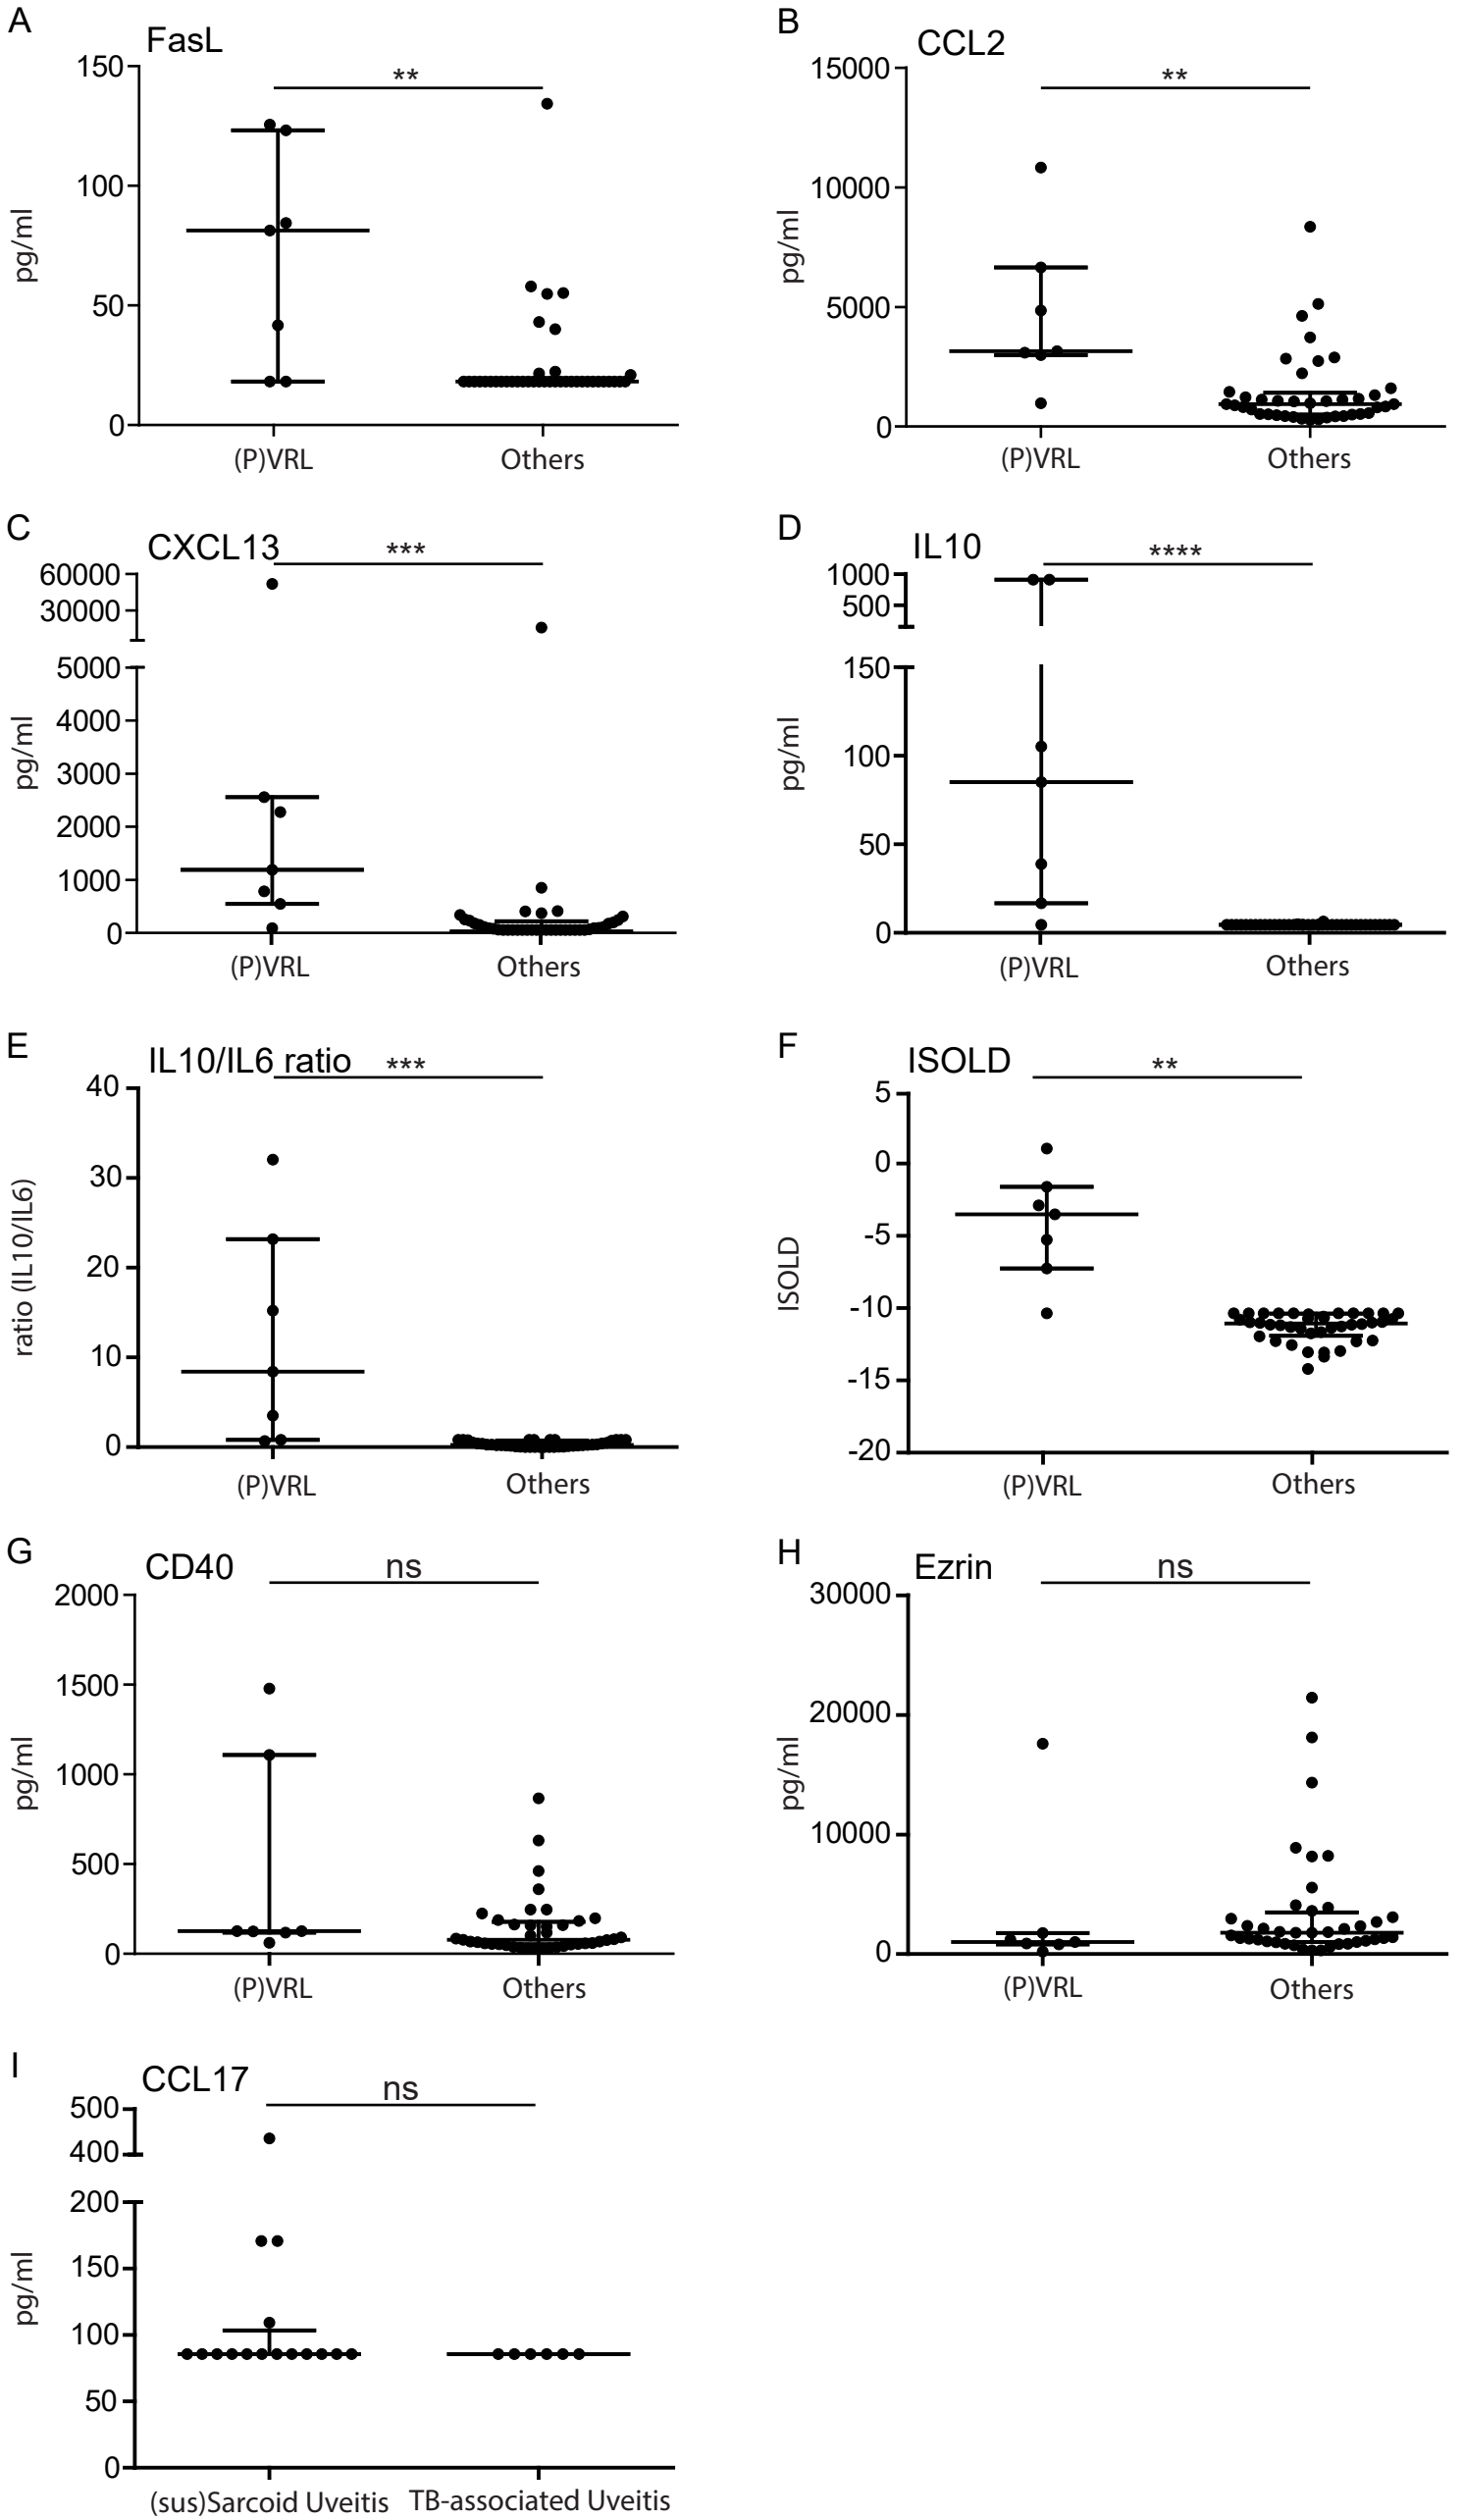 A
FasL
**
150
100
50
0
pg/ml
(P)VRL
Others
B
CCL2
**
15000
10000
5000
0
pg/ml
(P)VRL
Others
C
CXCL13
***
60000
30000
5000
4000
3000
2000
1000
0
pg/ml
(P)VRL
Others
D
IL10
****
1000
500
150
100
50
0
pg/ml
(P)VRL
Others
E
IL10/IL6 ratio
***
40
30
20
10
0
ratio (IL10/IL6)
(P)VRL
Others
F
ISOLD
**
5
0
-5
-10
-15
-20
ISOLD
(P)VRL
Others
G
CD40
ns
2000
1500
1000
500
0
pg/ml
(P)VRL
Others
H
Ezrin
ns
30000
20000
10000
0
pg/ml
(P)VRL
Others
I
CCL17
ns
500
400
200
150
100
50
0
pg/ml
(sus)Sarcoid Uveitis
TB-associated Uveitis